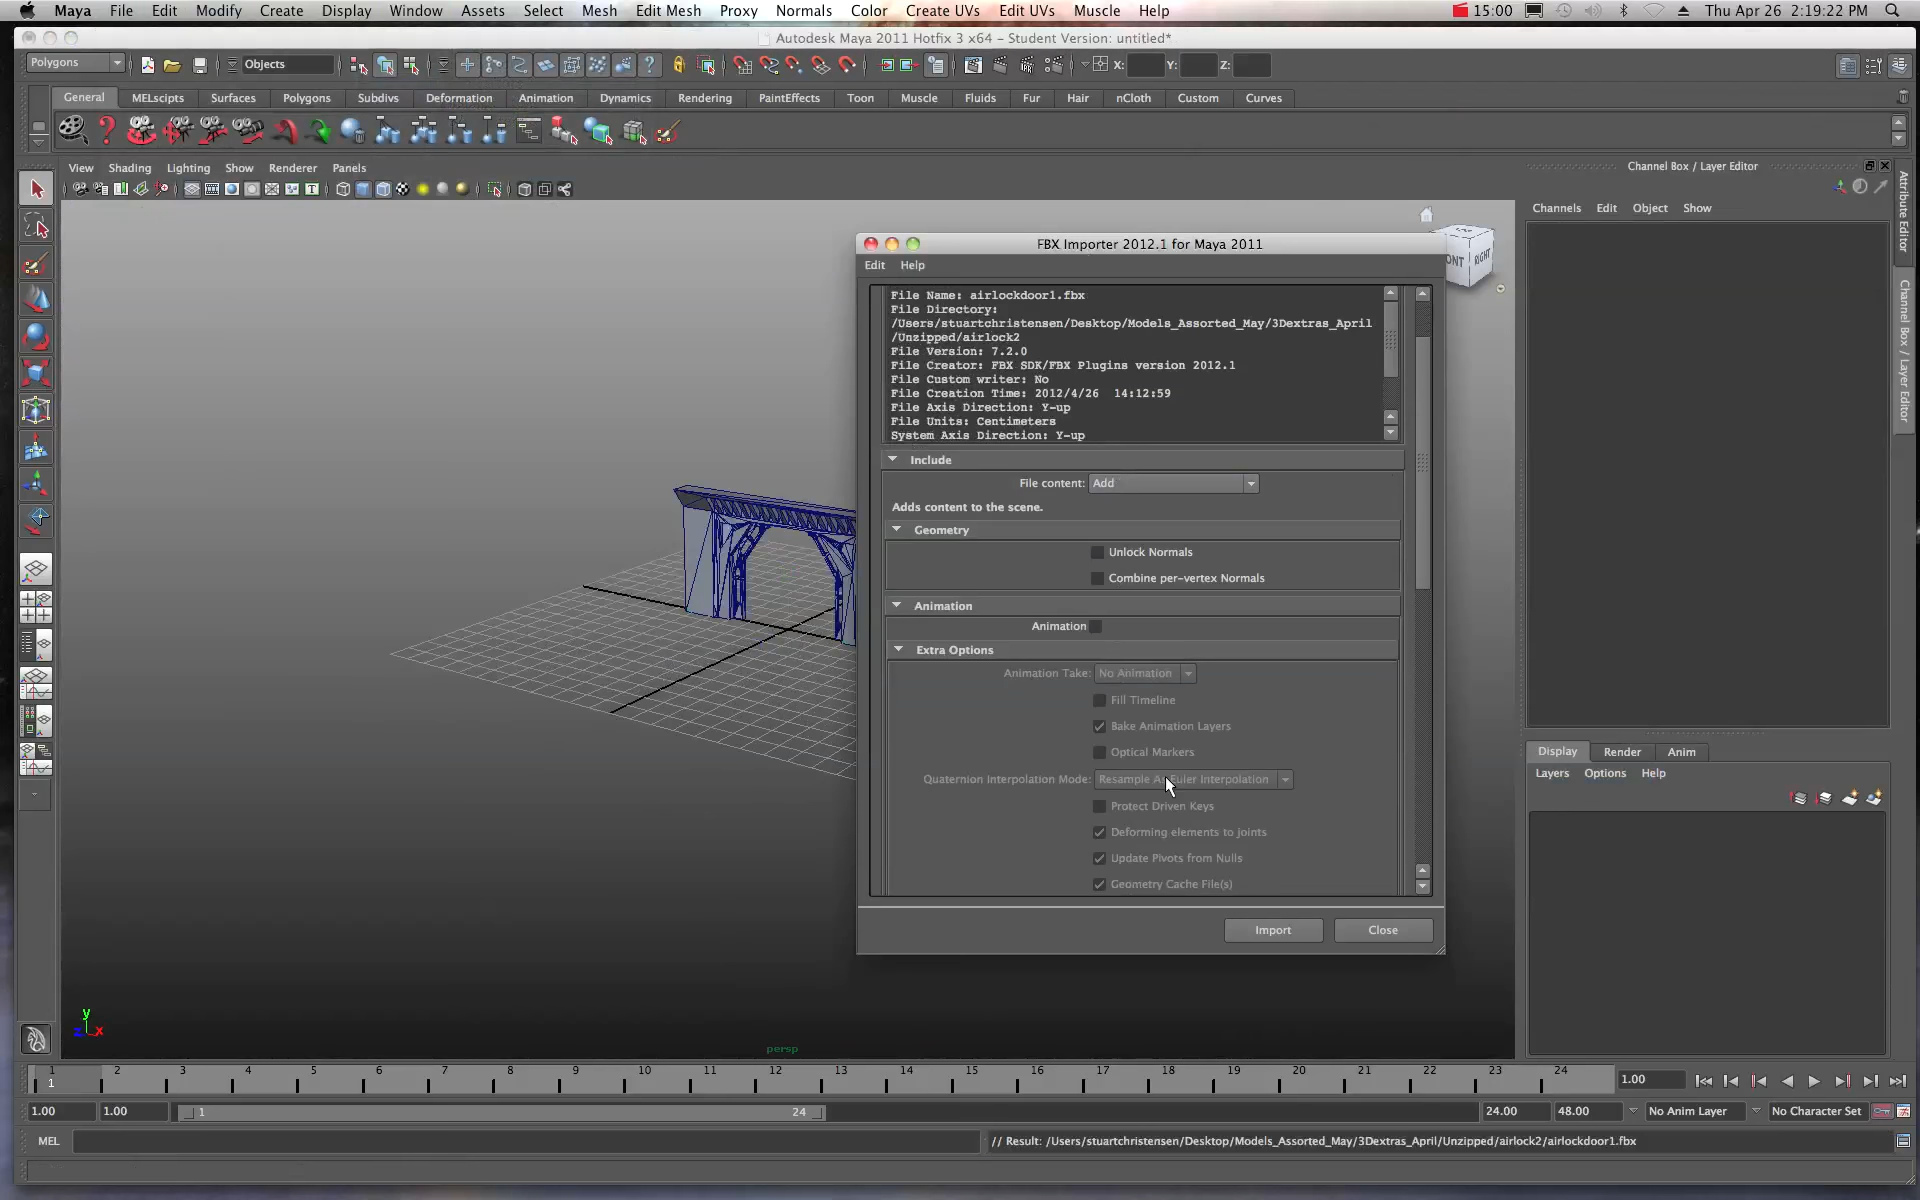 Maya File Edit Modify Create Display Window Assets Select Mesh Edit Mesh Proxy Normals Color Create UVs Edit UVs Muscle Help 15:00 Thu Apr 26 2:19:22 PM
Autodesk Maya 2011 Hotfix 3 x64 - Student Version: untitled*
Polygons Objects X: Y: Z:
General MELscipts Surfaces Polygons Subdivs Deformation Animation Dynamics Rendering PaintEffects Toon Muscle Fluids Fur Hair nCloth Custom Curves
View Shading Lighting Show Renderer Panels
Channel Box / Layer Editor
Channels Edit Object Show
Attribute Editor
Channel Box / Layer Editor
RIGHT
FBX Importer 2012.1 for Maya 2011
Edit Help
File Name: airlockdoor1.fbx
File Directory:
/Users/stuartchristensen/Desktop/Models_Assorted_May/3Dextras_April
/Unzipped/airlock2
File Version: 7.2.0
File Creator: FBX SDK/FBX Plugins version 2012.1
File Custom writer: No
File Creation Time: 2012/4/26 14:12:59
File Axis Direction: Y-up
File Units: Centimeters
System Axis Direction: Y-up
Include
File content: Add
Adds content to the scene.
Geometry
Unlock Normals
Combine per-vertex Normals
Animation
Animation
Extra Options
Animation Take: No Animation
Fill Timeline
Bake Animation Layers
Optical Markers
Quaternion Interpolation Mode: Resample As Euler Interpolation
Protect Driven Keys
Deforming elements to joints
Update Pivots from Nulls
Geometry Cache File(s)
Import Close
Display Render Anim
Layers Options Help
y
z x
persp
1 2 3 4 5 6 7 8 9 10 11 12 13 14 15 16 17 18 19 20 21 22 23 24
1 1.00
1.00 1.00 1 24 24.00 48.00 No Anim Layer No Character Set
MEL // Result: /Users/stuartchristensen/Desktop/Models_Assorted_May/3Dextras_April/Unzipped/airlock2/airlockdoor1.fbx